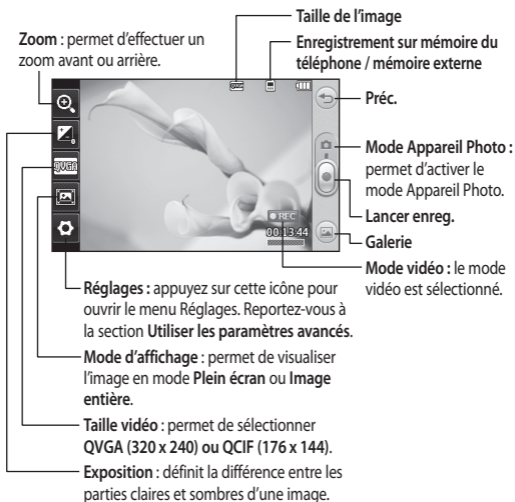 Taille de l'image
Zoom : permet d'effectuer un
zoom avant ou arrière.
Enregistrement sur mémoire du
téléphone / mémoire externe
Préc.
Mode Appareil Photo :
permet d'activer le
mode Appareil Photo.
Lancer enreg.
Galerie
Mode vidéo : le mode
vidéo est sélectionné.
QVGA
REC
00:13:44
Réglages : appuyez sur cette icône pour
ouvrir le menu Réglages. Reportez-vous à
la section Utiliser les paramètres avancés.
Mode d'affichage : permet de visualiser
l'image en mode Plein écran ou Image
entière.
Taille vidéo : permet de sélectionner
QVGA (320 x 240) ou QCIF (176 x 144).
Exposition : définit la différence entre les
parties claires et sombres d'une image.